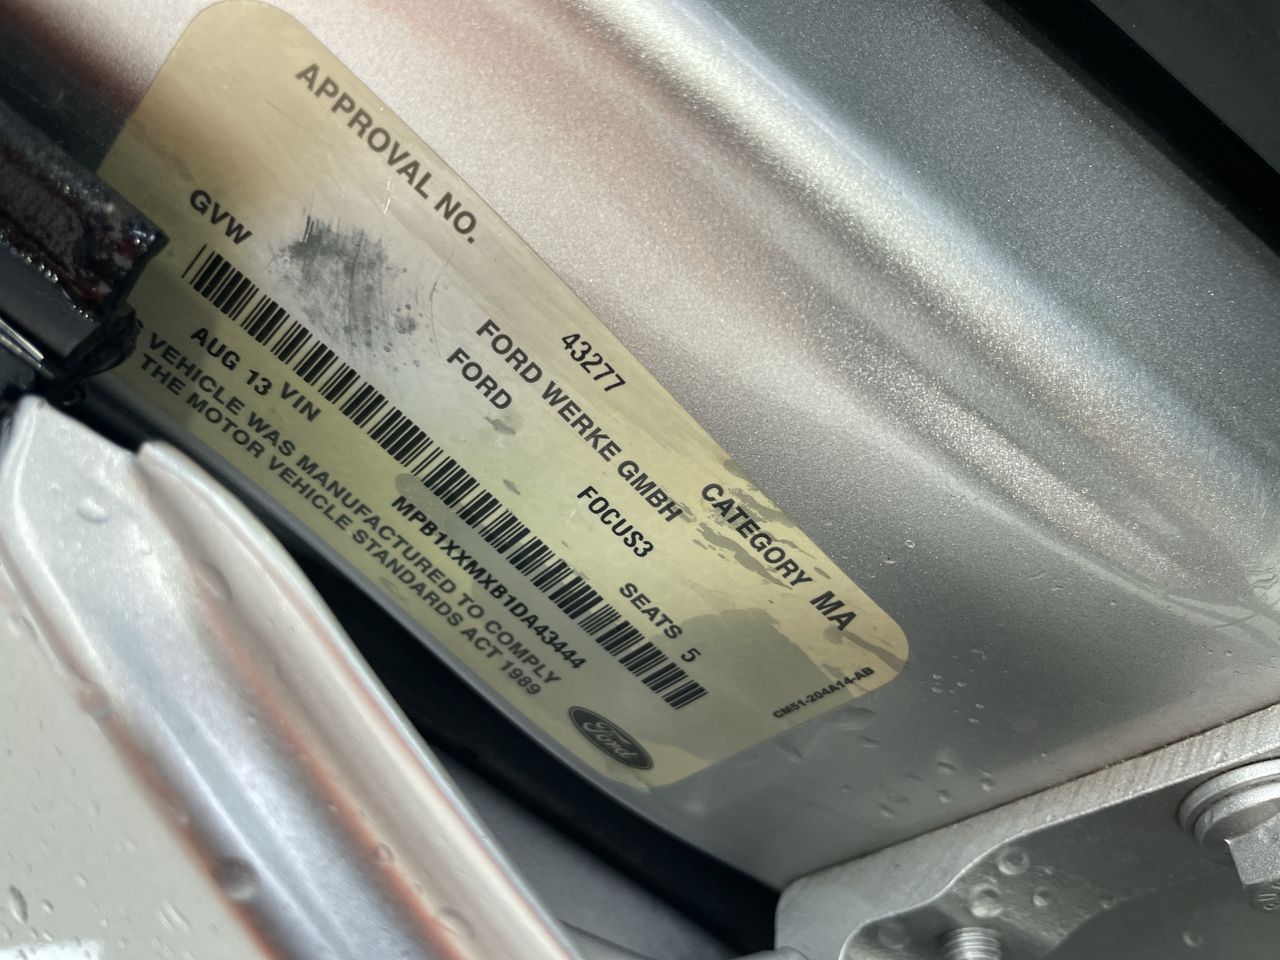 APPROVAL NO. 43277 CATEGORY MA
FORD WERKE GMBH
GVW FORD FOCUS3 SEATS 5
AUG 13 VIN MPB1XXMXB1DA43444
VEHICLE WAS MANUFACTURED TO COMPLY
THE MOTOR VEHICLE STANDARDS ACT 1989
CM51-204A14-AB
Ford